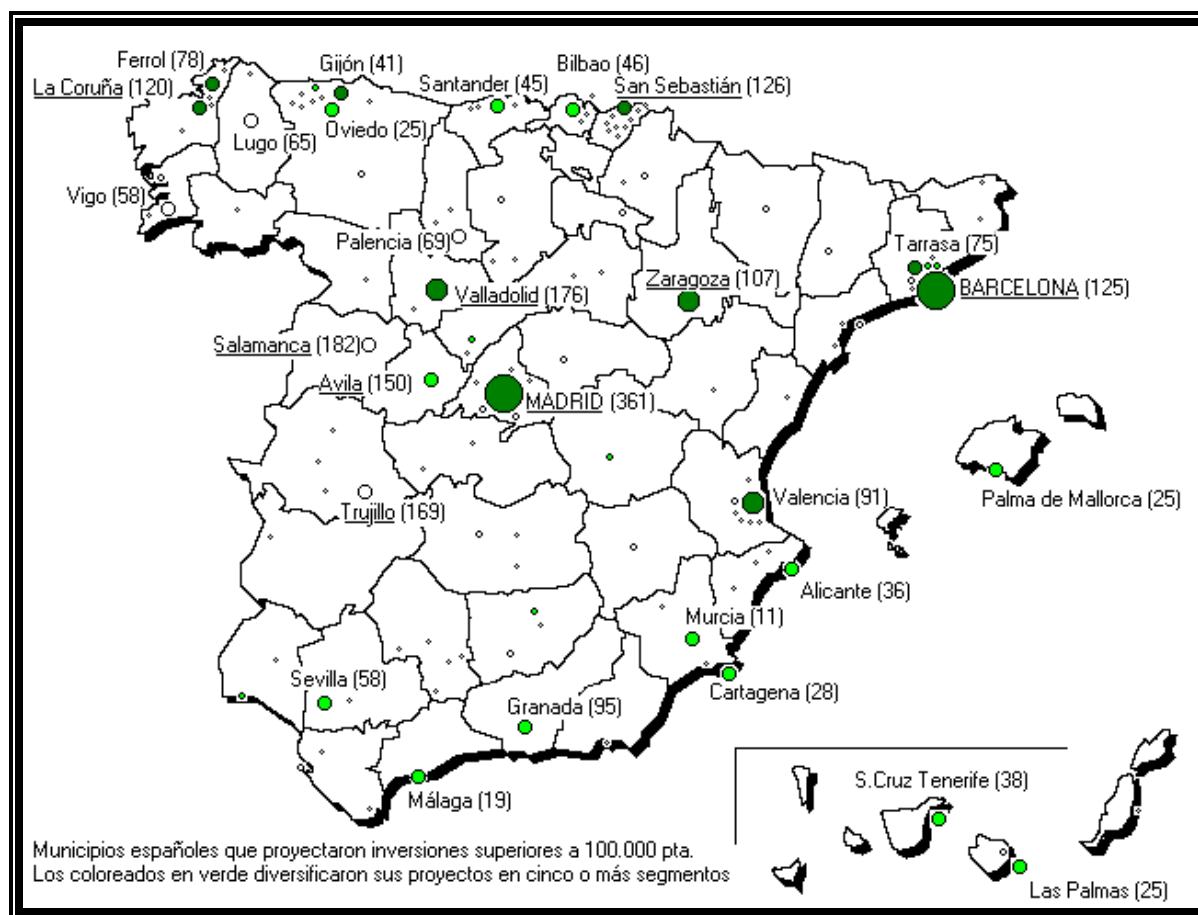 Ferrol (78)
Gijón (41)
Bilbao (46)
La Coruña (120)
Santander (45)
San Sebastián (126)
Oviedo (25)
Lugo (65)
Vigo (58)
Palencia (69)
Tarrasa (75)
Zaragoza (107)
BARCELONA (125)
Valladolid (176)
Salamanca (182)
Avila (150)
MADRID (361)
Valencia (91)
Palma de Mallorca (25)
Trujillo (169)
Alicante (36)
Murcia (11)
Sevilla (58)
Cartagena (28)
Granada (95)
S.Cruz Tenerife (38)
Málaga (19)
Municipios españoles que proyectaron inversiones superiores a 100.000 pta.
Los coloreados en verde diversificaron sus proyectos en cinco o más segmentos
Las Palmas (25)